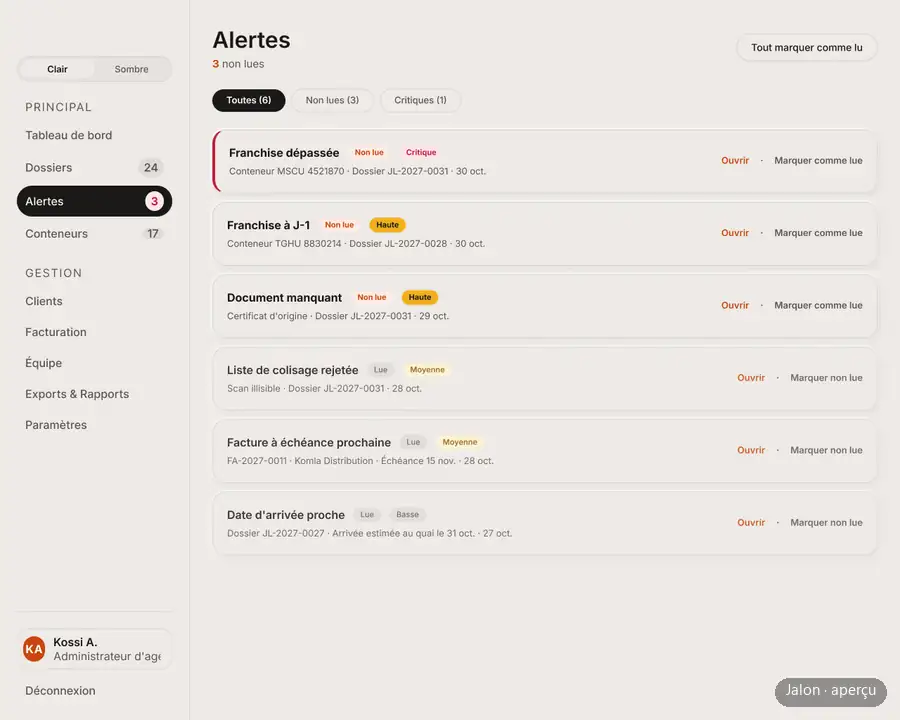 Clair
Sombre
PRINCIPAL
Tableau de bord
Dossiers 24
Alertes 3
Conteneurs 17
GESTION
Clients
Facturation
Équipe
Exports & Rapports
Paramètres
KA
Kossi A.
Administrateur d'age
Déconnexion
Alertes
3 non lues
Tout marquer comme lu
Toutes (6)
Non lues (3)
Critiques (1)
Franchise dépassée Non lue Critique
Conteneur MSCU 4521870 · Dossier JL-2027-0031 · 30 oct.
Ouvrir · Marquer comme lue
Franchise à J-1 Non lue Haute
Conteneur TGHU 8830214 · Dossier JL-2027-0028 · 30 oct.
Ouvrir · Marquer comme lue
Document manquant Non lue Haute
Certificat d'origine · Dossier JL-2027-0031 · 29 oct.
Ouvrir · Marquer comme lue
Liste de colisage rejetée Lue Moyenne
Scan illisible · Dossier JL-2027-0031 · 28 oct.
Ouvrir · Marquer non lue
Facture à échéance prochaine Lue Moyenne
FA-2027-0011 · Komla Distribution · Échéance 15 nov. · 28 oct.
Ouvrir · Marquer non lue
Date d'arrivée proche Lue Basse
Dossier JL-2027-0027 · Arrivée estimée au quai le 31 oct. · 27 oct.
Ouvrir · Marquer non lue
Jalon · aperçu